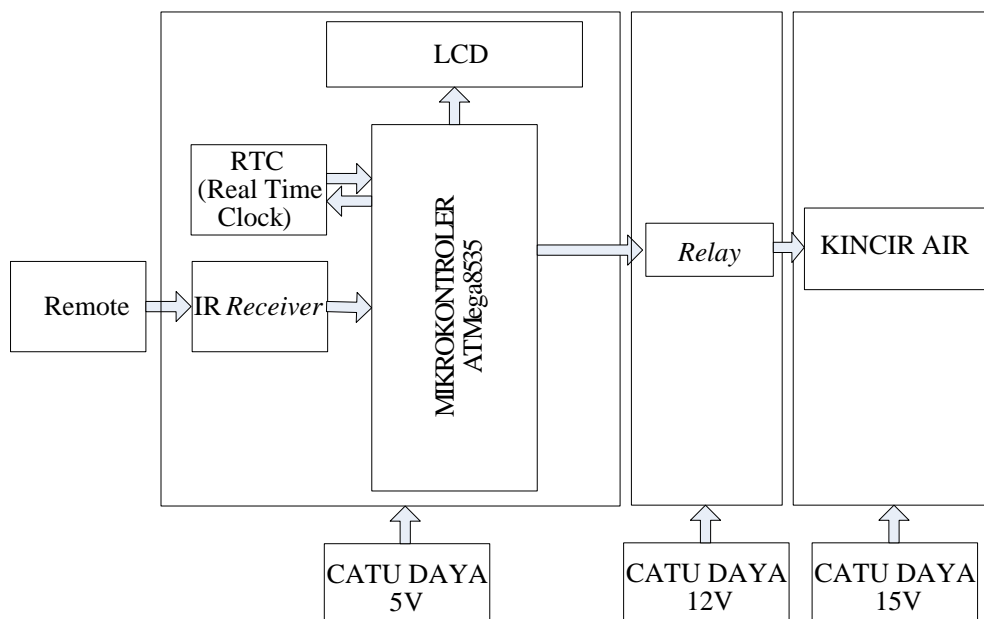 LCD
RTC
(Real Time
Clock)
MIKROKONTROLER
ATMega8535
Relay
KINCIR AIR
Remote
IR Receiver
CATU DAYA
5V
CATU DAYA
12V
CATU DAYA
15V